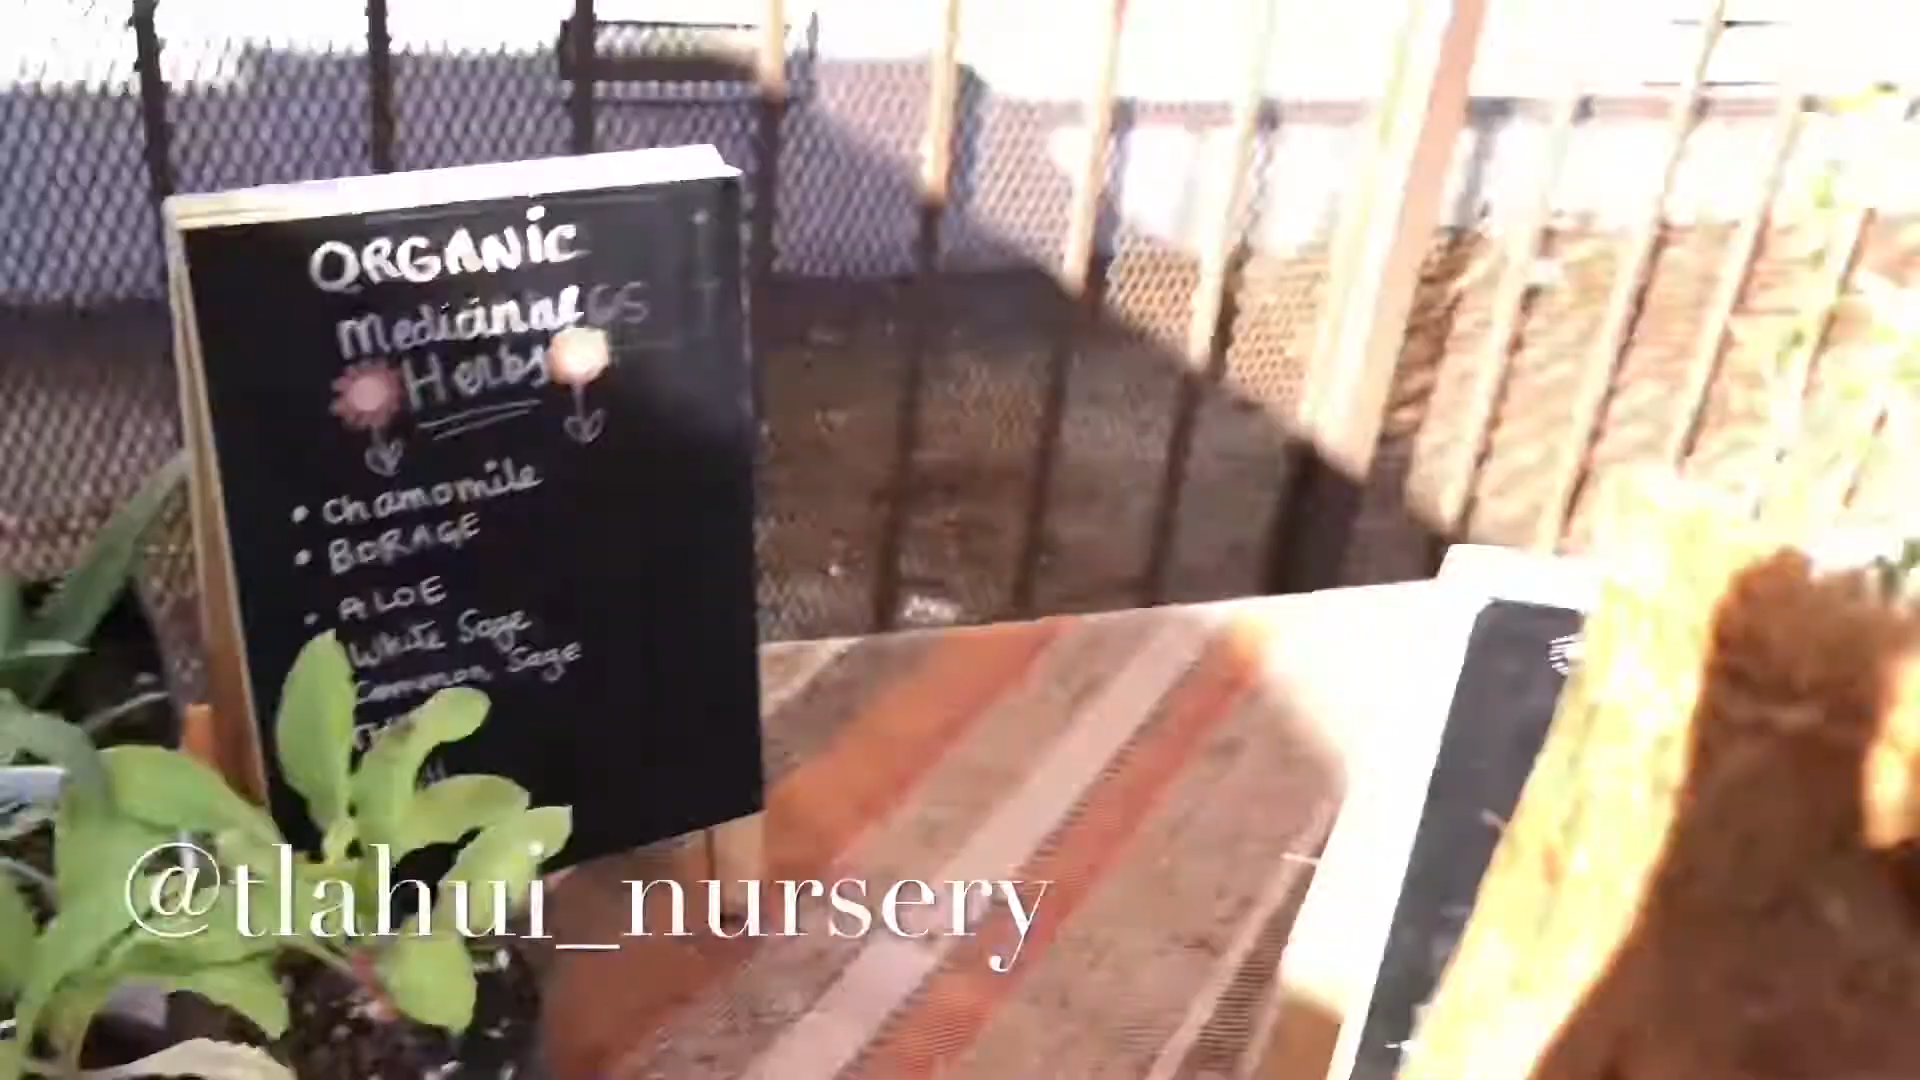 ORGANIC
Medicinal
Herbs
• Chamomile
• BORAGE
• ALOE
White Sage
Common Sage
@tlahui_nursery